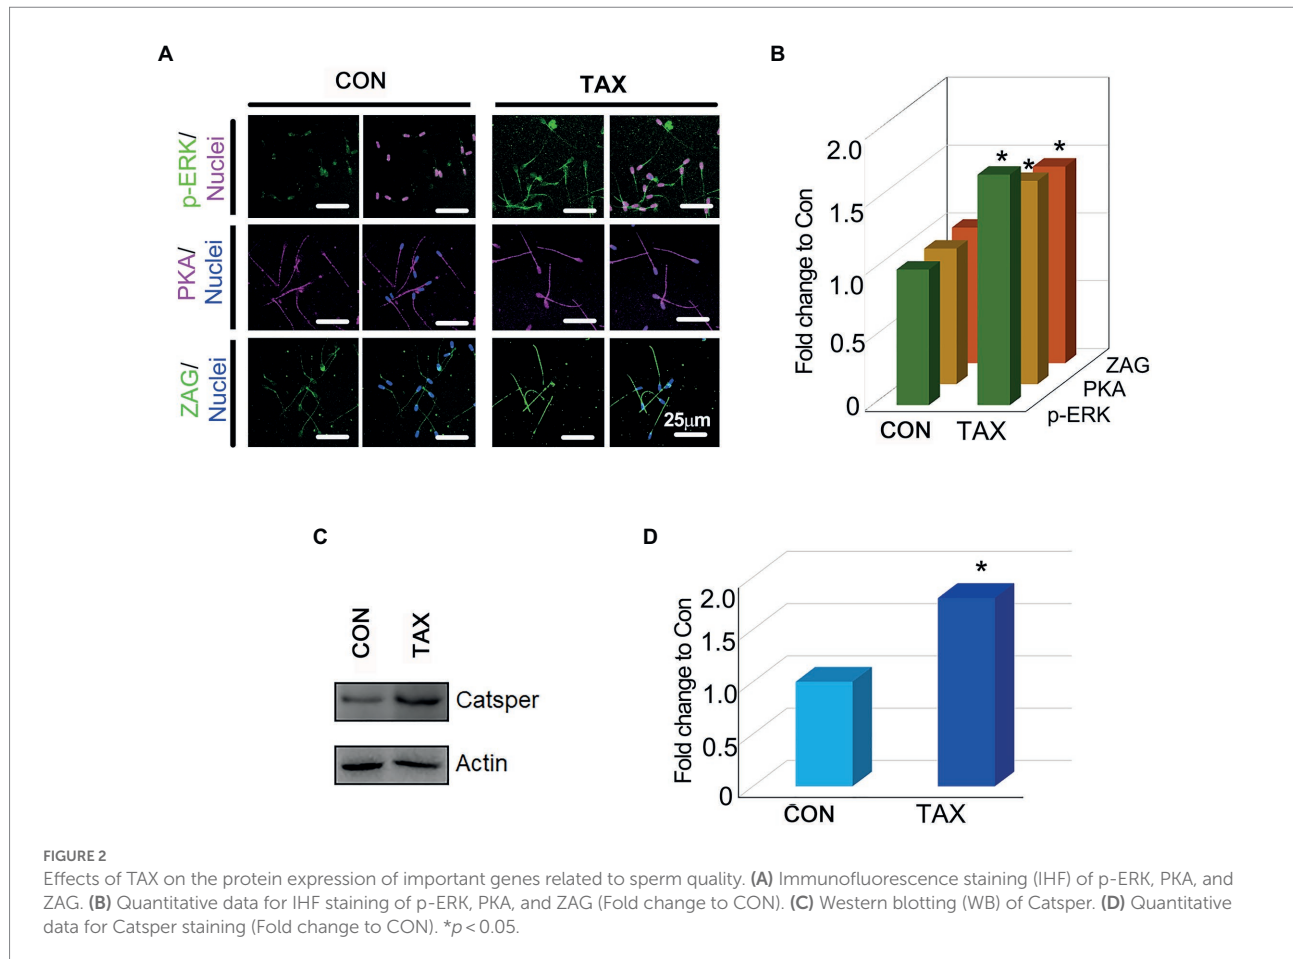 A
CON
TAX
p-ERK/
Nuclei
PKA/
Nuclei
ZAG/
Nuclei
25μm
B
Fold change to Con
2.0
1.5
1.0
0.5
0
CON
TAX
ZAG
PKA
p-ERK
*
*
*
C
CON
TAX
Catsper
Actin
D
Fold change to Con
2.0
1.5
1.0
0.5
0
*
CON
TAX
FIGURE 2
Effects of TAX on the protein expression of important genes related to sperm quality. (A) Immunofluorescence staining (IHF) of p-ERK, PKA, and
ZAG. (B) Quantitative data for IHF staining of p-ERK, PKA, and ZAG (Fold change to CON). (C) Western blotting (WB) of Catsper. (D) Quantitative
data for Catsper staining (Fold change to CON). *p < 0.05.